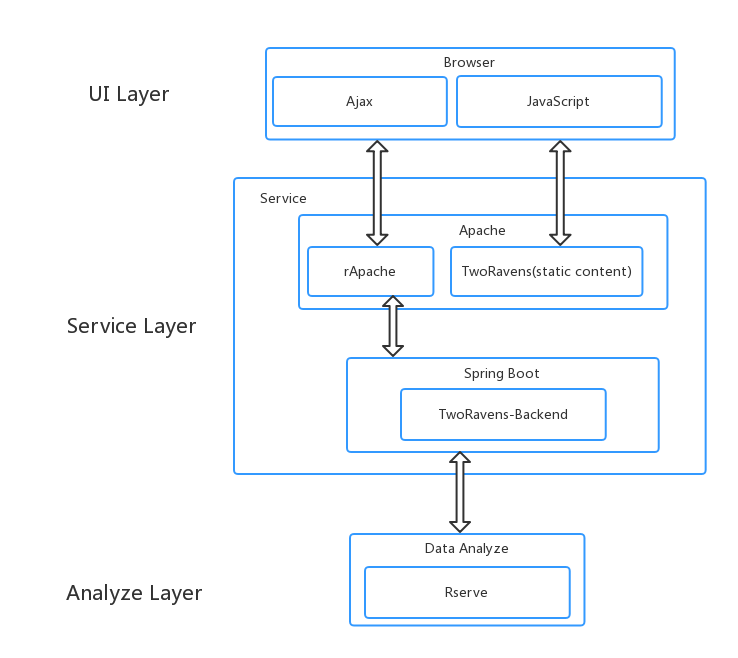 Browser
UI Layer
Ajax
JavaScript
Service
Apache
rApache
TwoRavens(static content)
Service Layer
Spring Boot
TwoRavens-Backend
Data Analyze
Analyze Layer
Rserve